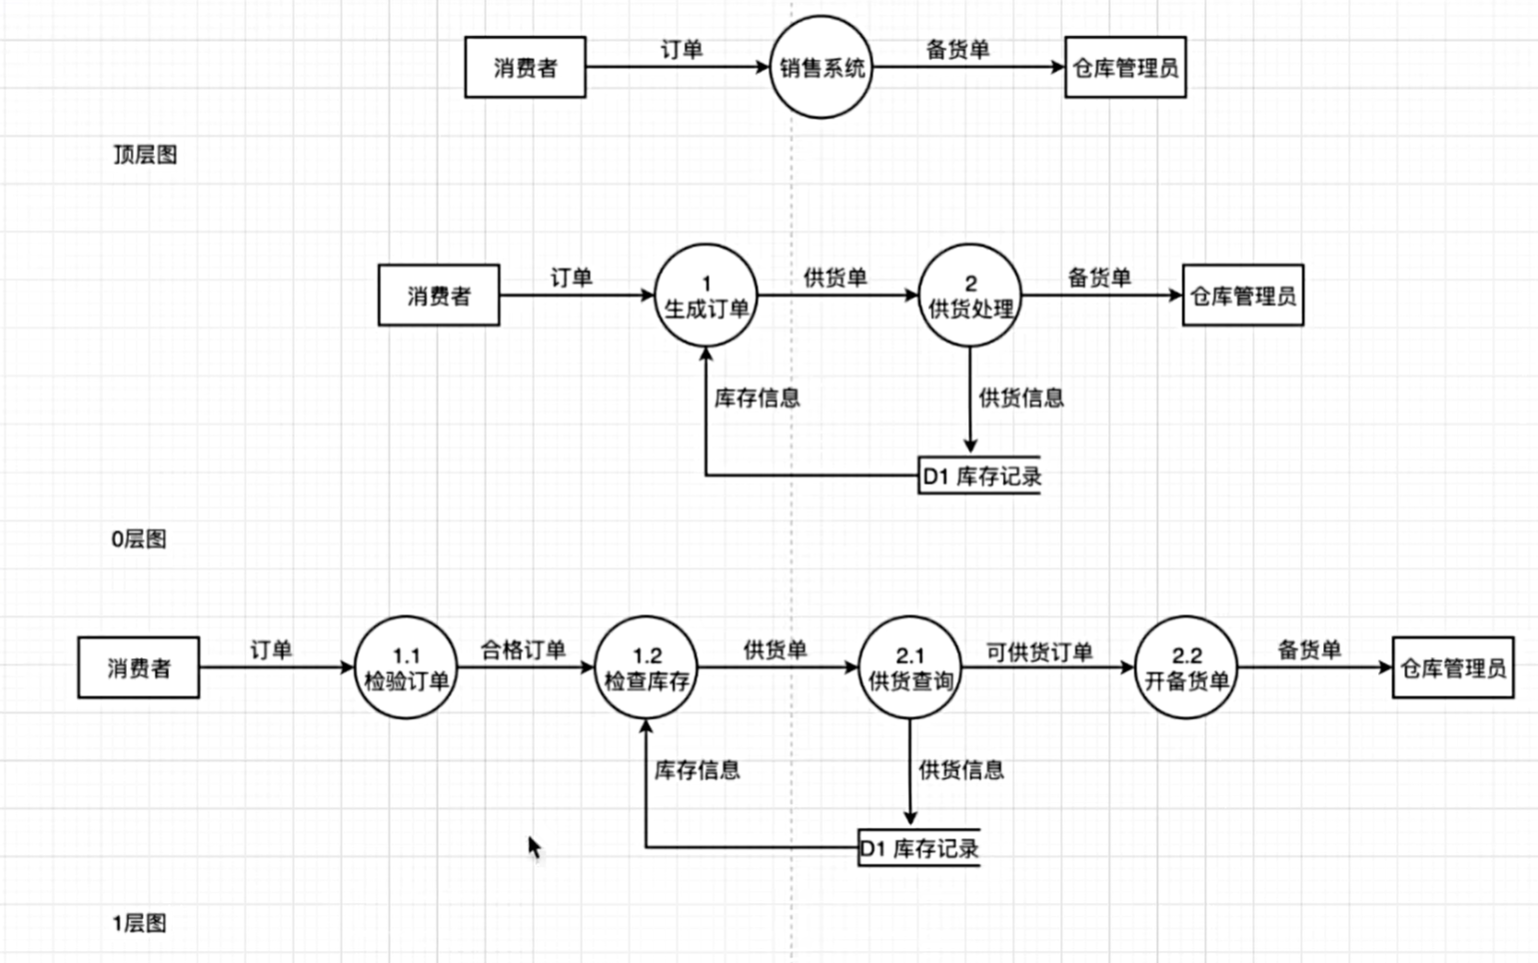 订单
备货单
消费者
销售系统
仓库管理员
顶层图
订单
供货单
备货单
消费者
1
生成订单
2
供货处理
仓库管理员
库存信息
供货信息
D1 库存记录
0层图
订单
合格订单
供货单
可供货订单
备货单
消费者
1.1
检验订单
1.2
检查库存
2.1
供货查询
2.2
开备货单
仓库管理员
库存信息
供货信息
D1 库存记录
1层图